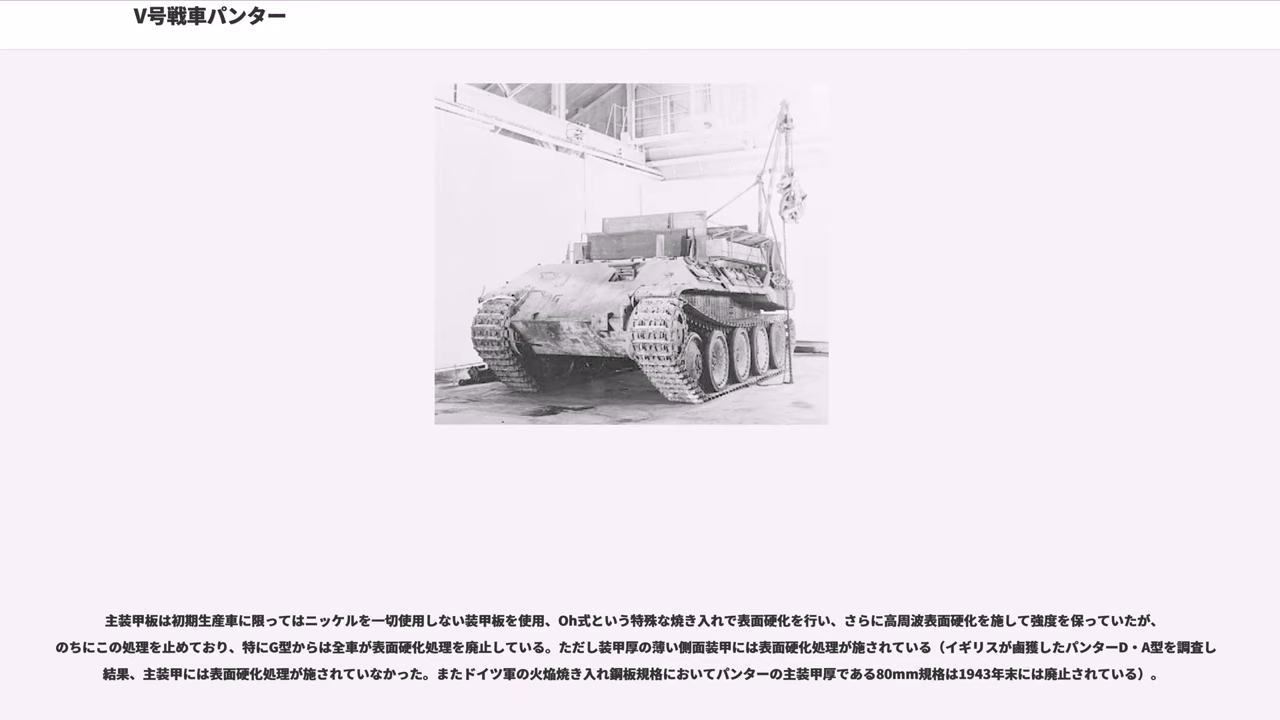 V号戦車パンター
主装甲板は初期生産車に限ってはニッケルを一切使用しない装甲板を使用、Oh式という特殊な焼き入れで表面硬化を行い、さらに高周波表面硬化を施して強度を保っていたが、
のちにこの処理を止めており、特にG型からは全車が表面硬化処理を廃止している。ただし装甲厚の薄い側面装甲には表面硬化処理が施されている（イギリスが鹵獲したパンターD・A型を調査し
結果、主装甲には表面硬化処理が施されていなかった。またドイツ軍の火焔焼き入れ鋼板規格においてパンターの主装甲厚である80mm規格は1943年末には廃止されている）。